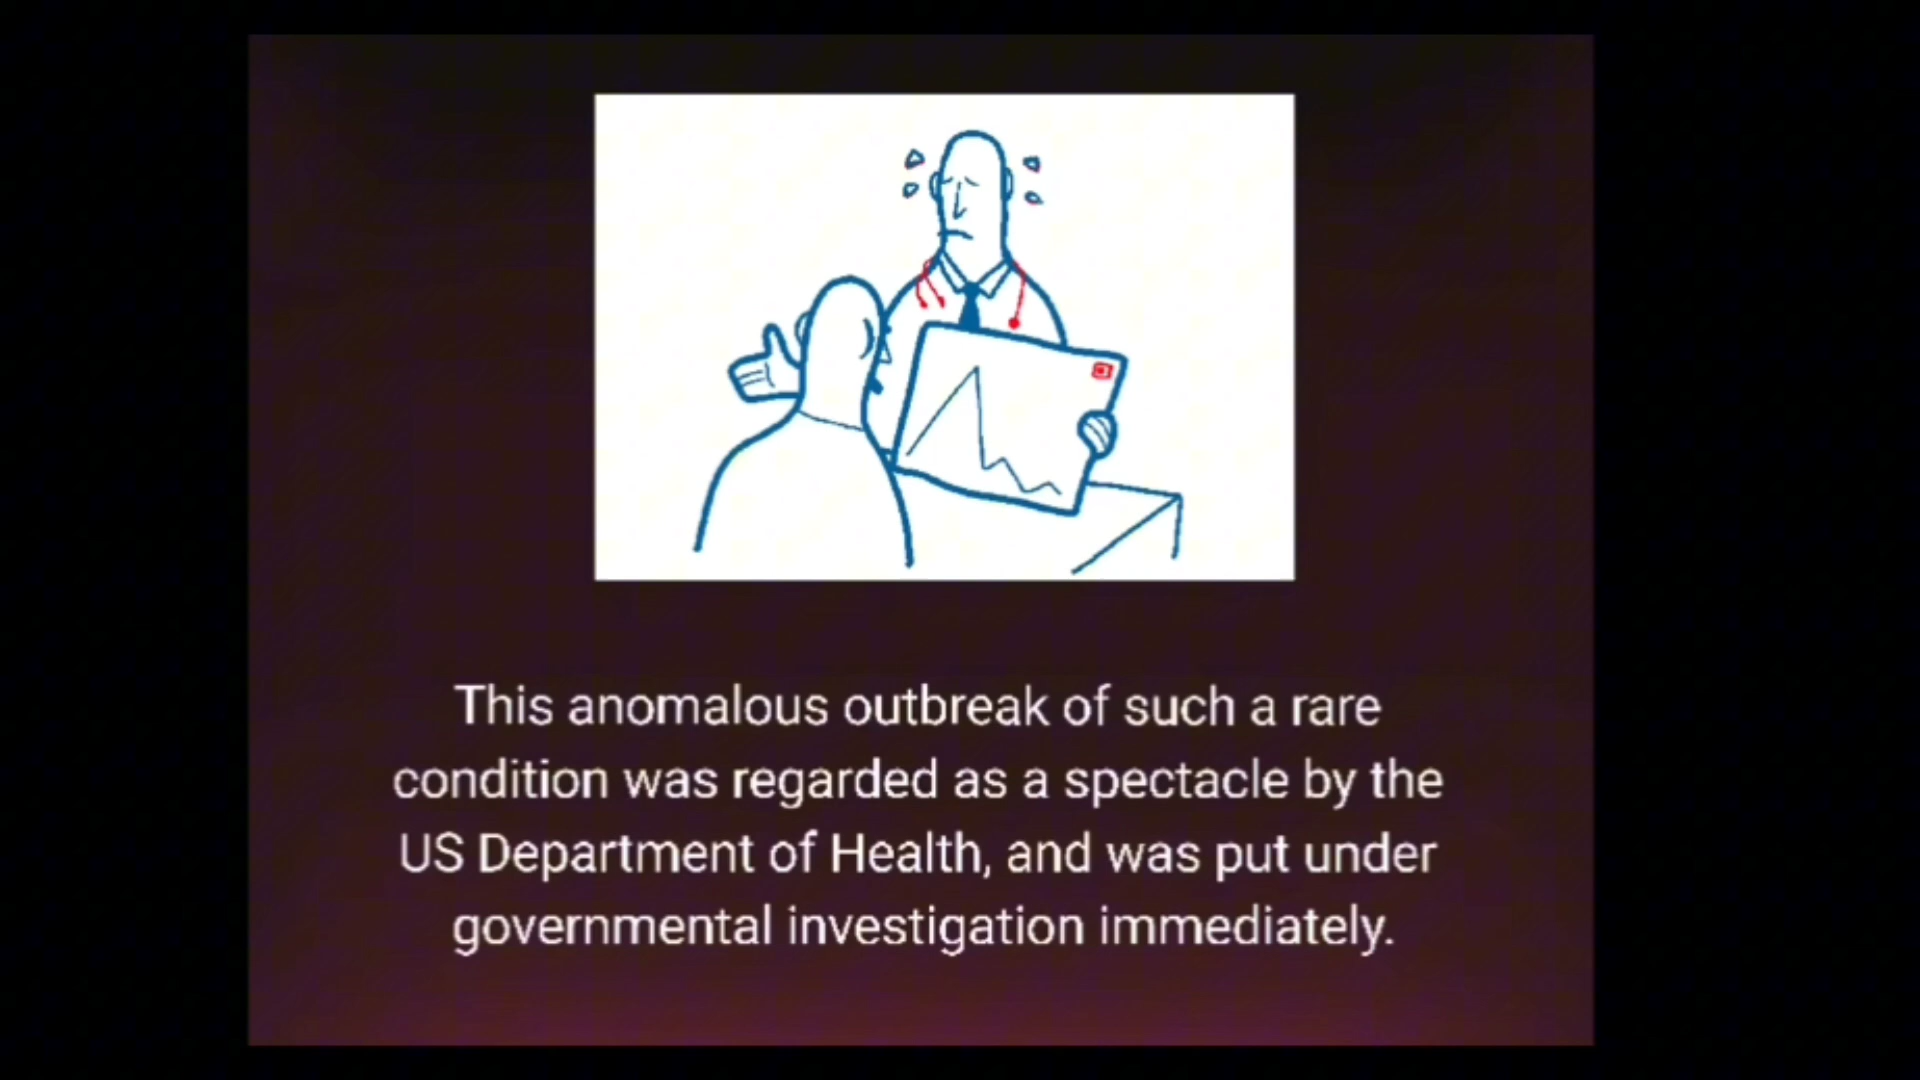 This anomalous outbreak of such a rare
condition was regarded as a spectacle by the
US Department of Health, and was put under
governmental investigation immediately.